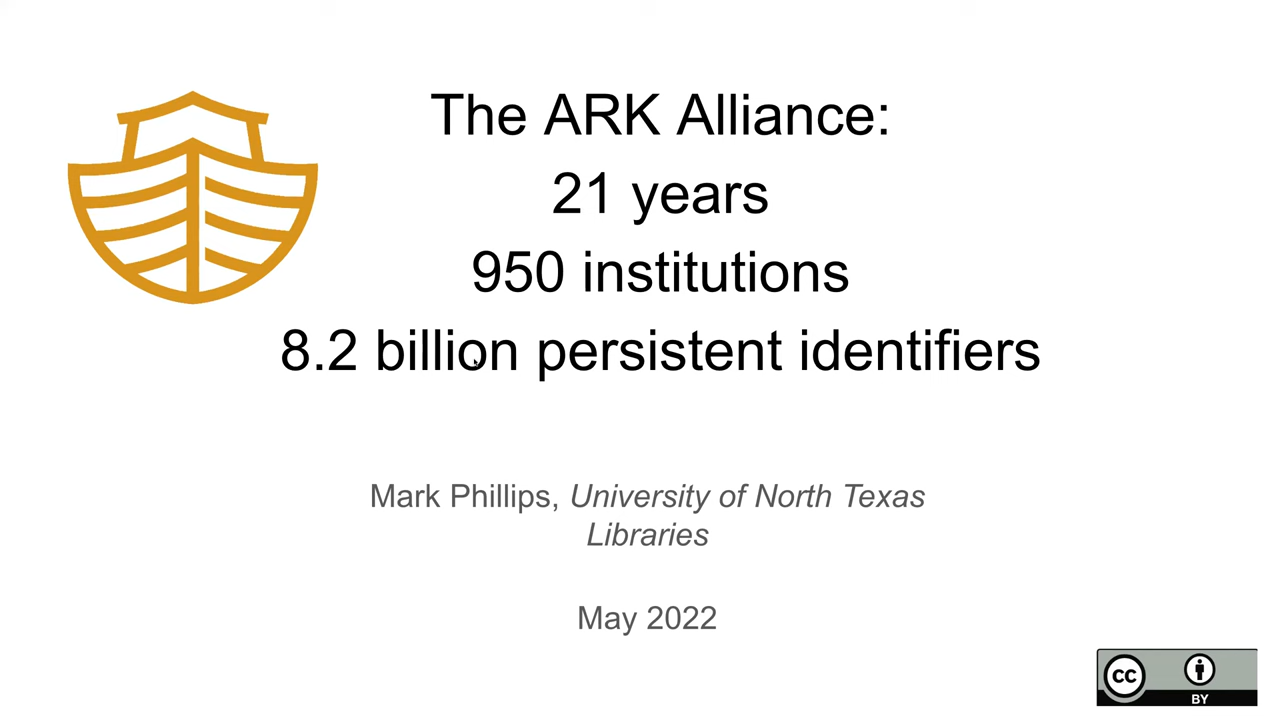 The ARK Alliance:
21 years
950 institutions
8.2 billion persistent identifiers
Mark Phillips, University of North Texas
Libraries
May 2022
CC
BY